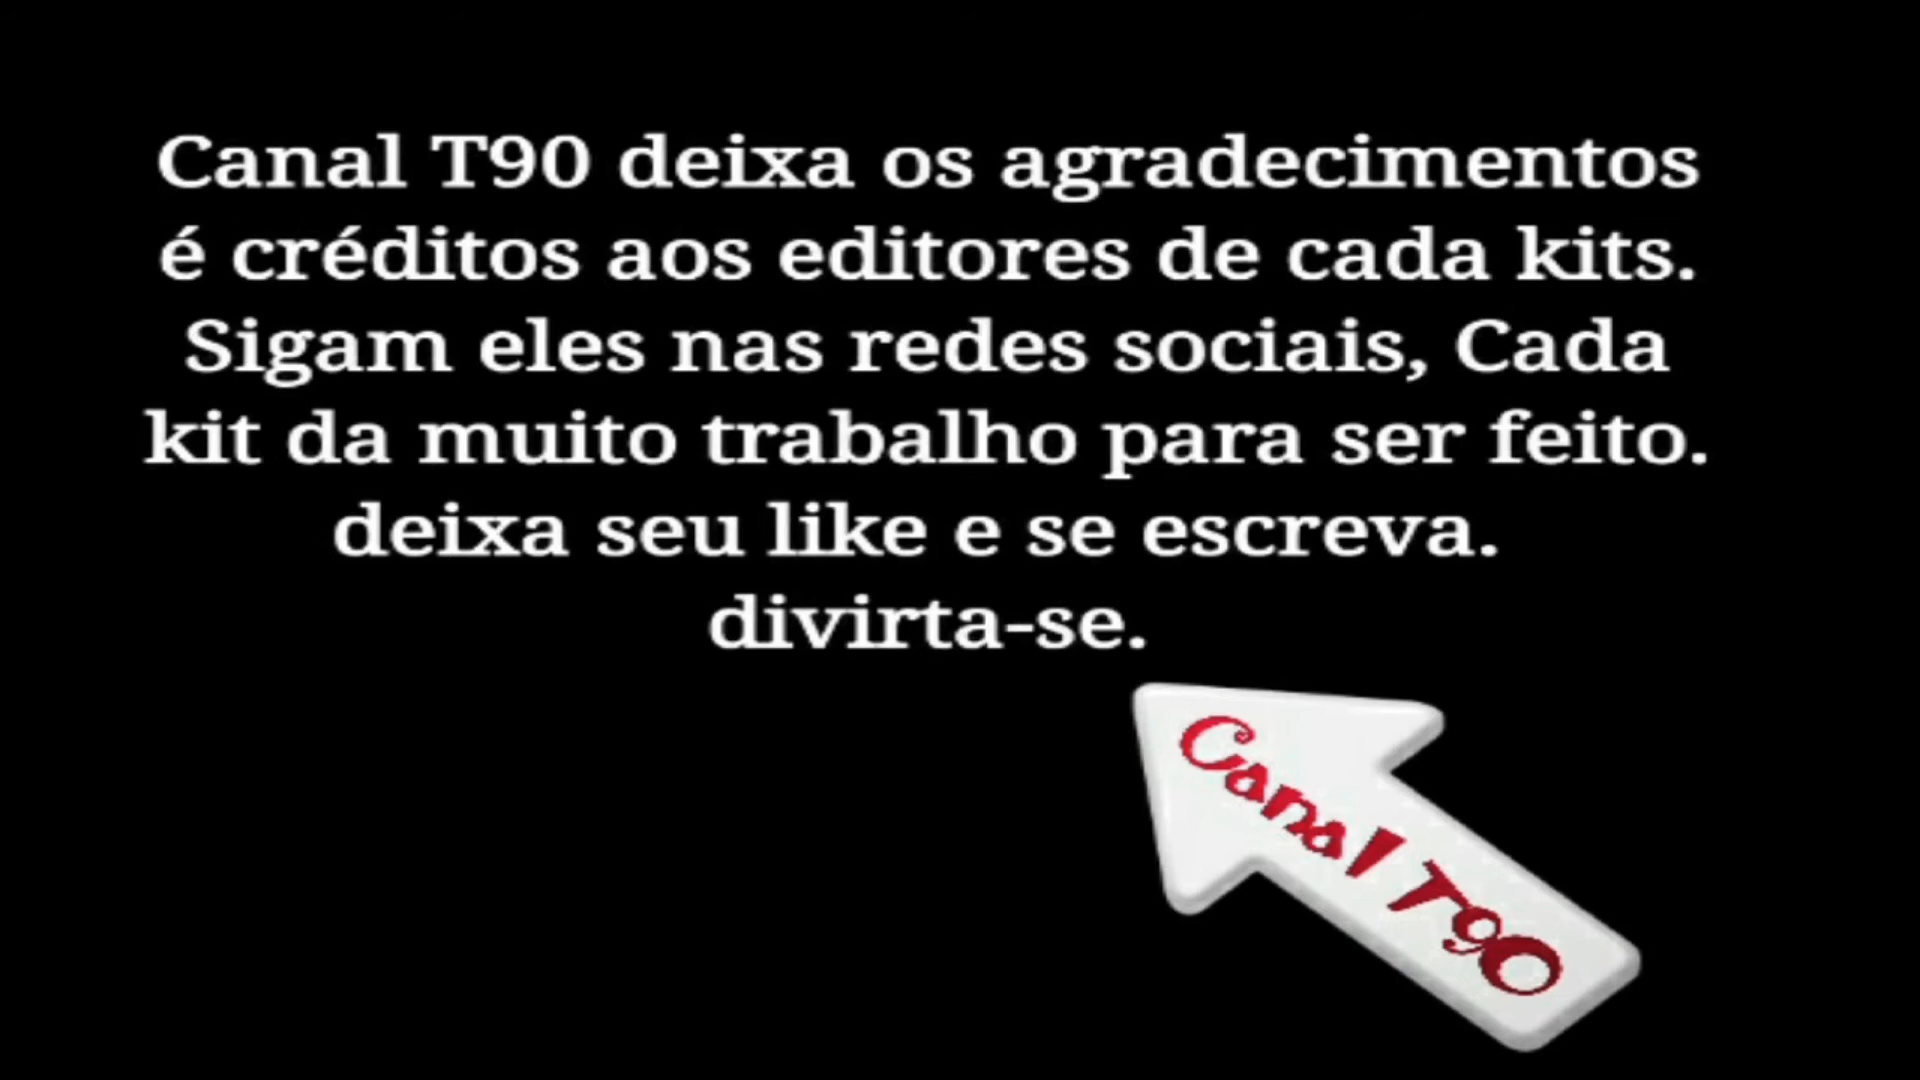 Canal T90 deixa os agradecimentos
é créditos aos editores de cada kits.
Sigam eles nas redes sociais, Cada
kit da muito trabalho para ser feito.
deixa seu like e se escreva.
divirta-se.
Canal T90